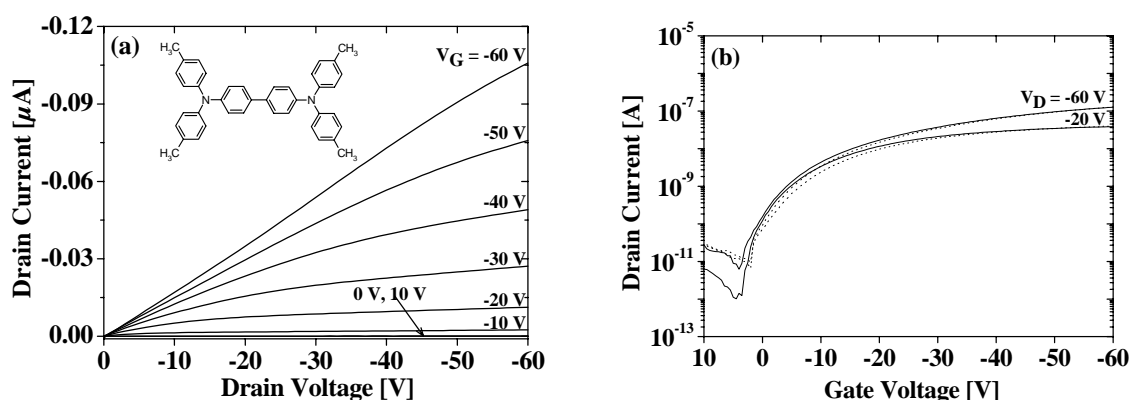 (a)
-0.12
-0.09
-0.06
-0.03
0.00
Drain Current [μA]
CH3
H3C
N
N
H3C
CH3
VG = -60 V
-50 V
-40 V
-30 V
0 V, 10 V
-20 V
-10 V
0 -10 -20 -30 -40 -50 -60
Drain Voltage [V]
(b)
10-5
10-7
10-9
10-11
10-13
Drain Current [A]
VD = -60 V
-20 V
10 0 -10 -20 -30 -40 -50 -60
Gate Voltage [V]